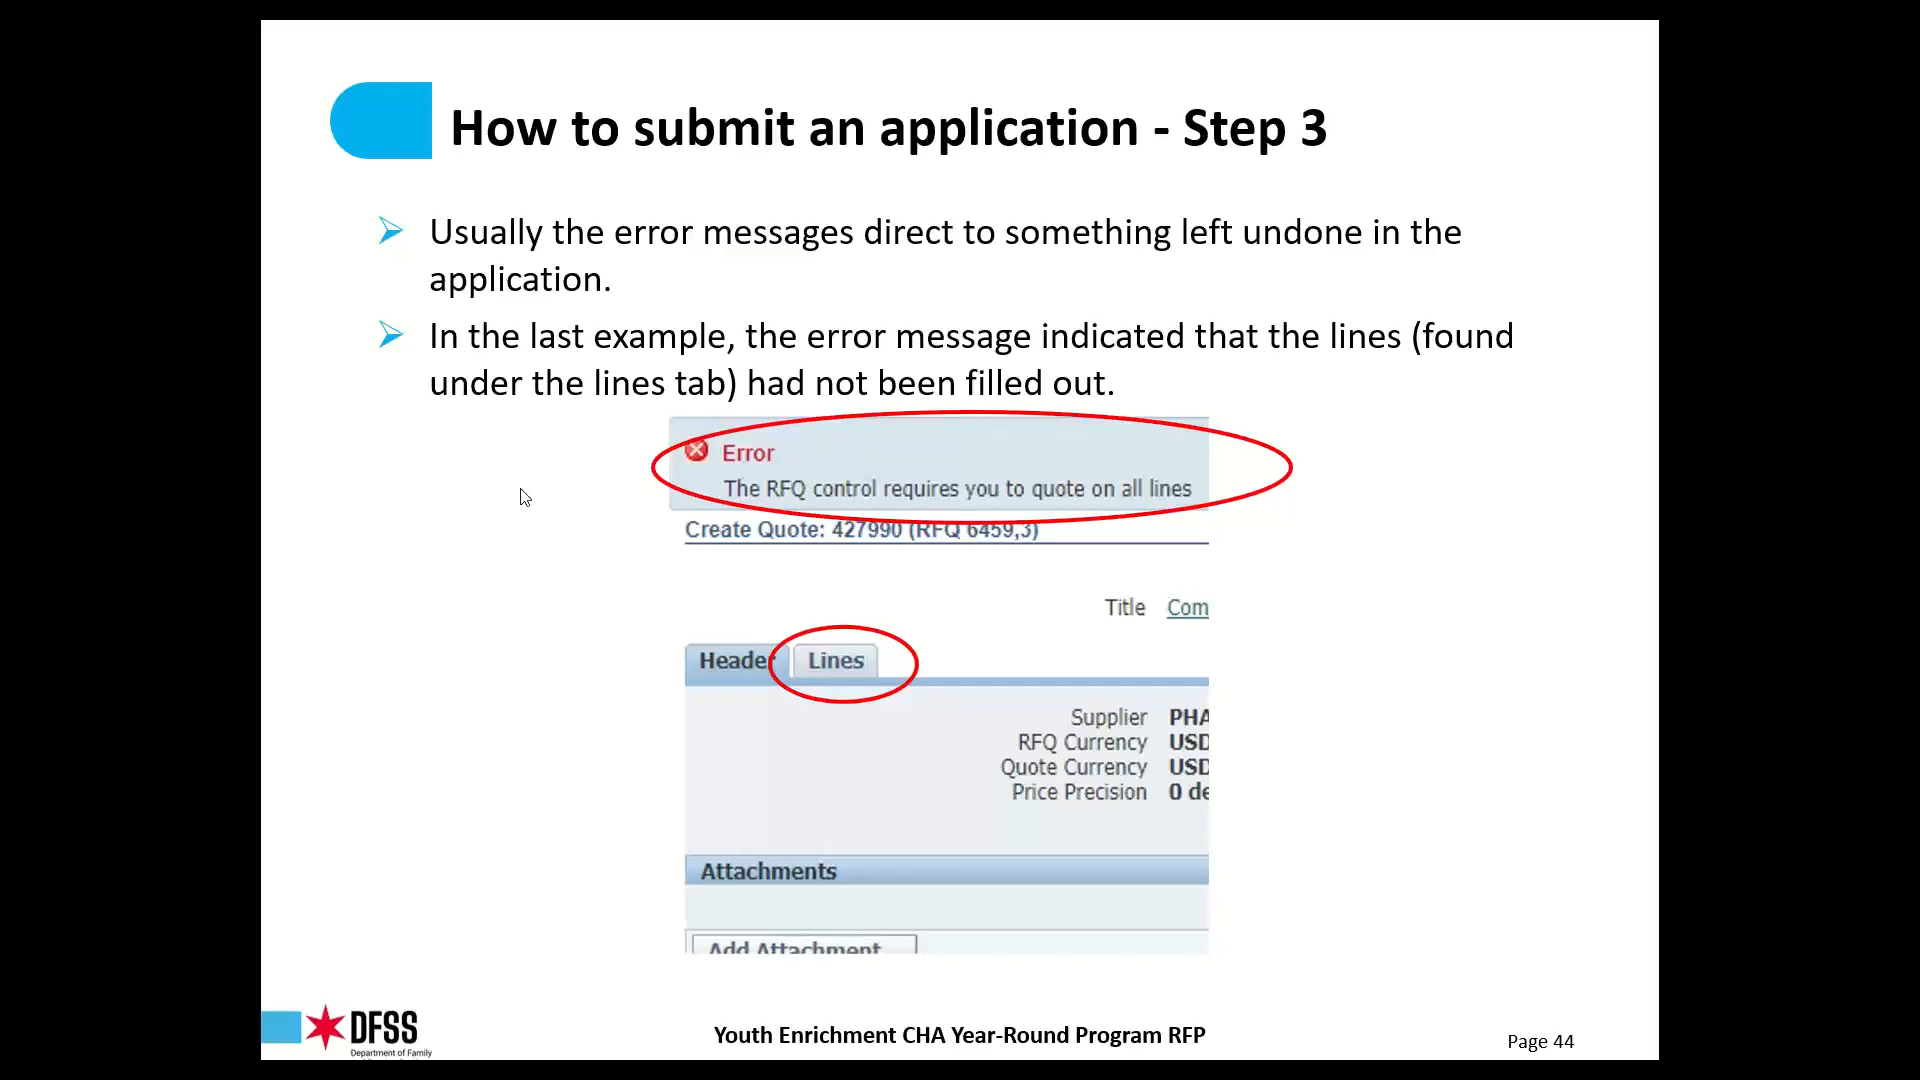 How to submit an application - Step 3
Usually the error messages direct to something left undone in the
application.
In the last example, the error message indicated that the lines (found
under the lines tab) had not been filled out.
Error
The RFQ control requires you to quote on all lines
Create Quote: 427990 (RFQ 6459,3)
Title Com
Header Lines
Supplier PHA
RFQ Currency USD
Quote Currency USD
Price Precision 0 de
Attachments
Add Attachment
DFSS
Department of Family
Youth Enrichment CHA Year-Round Program RFP
Page 44